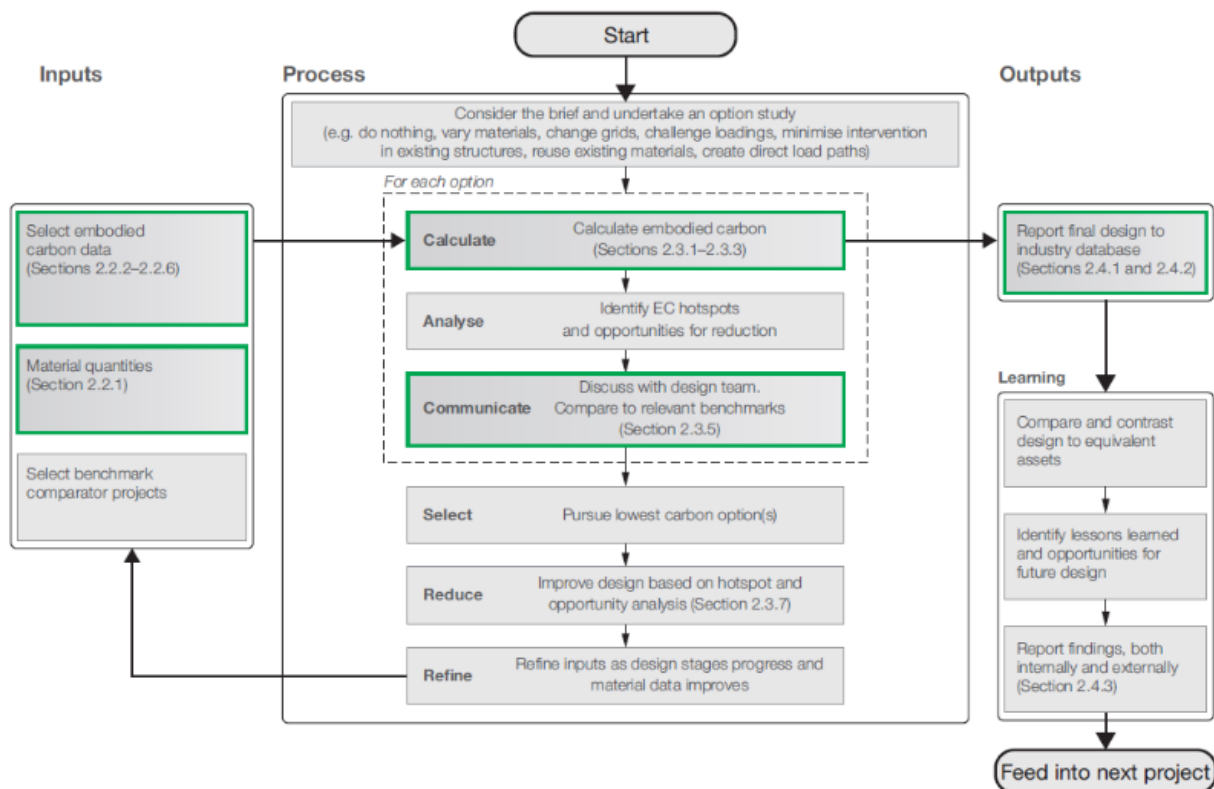 Start
Inputs
Process
Outputs
Consider the brief and undertake an option study
(e.g. do nothing, vary materials, change grids, challenge loadings, minimise intervention
in existing structures, reuse existing materials, create direct load paths)
For each option
Select embodied
carbon data
(Sections 2.2.2–2.2.6)
Material quantities
(Section 2.2.1)
Select benchmark
comparator projects
Calculate
Calculate embodied carbon
(Sections 2.3.1–2.3.3)
Analyse
Identify EC hotspots
and opportunities for reduction
Communicate
Discuss with design team.
Compare to relevant benchmarks
(Section 2.3.5)
Select
Pursue lowest carbon option(s)
Reduce
Improve design based on hotspot and
opportunity analysis (Section 2.3.7)
Refine
Refine inputs as design stages progress and
material data improves
Report final design to
industry database
(Sections 2.4.1 and 2.4.2)
Learning
Compare and contrast
design to equivalent
assets
Identify lessons learned
and opportunities for
future design
Report findings, both
internally and externally
(Section 2.4.3)
Feed into next project